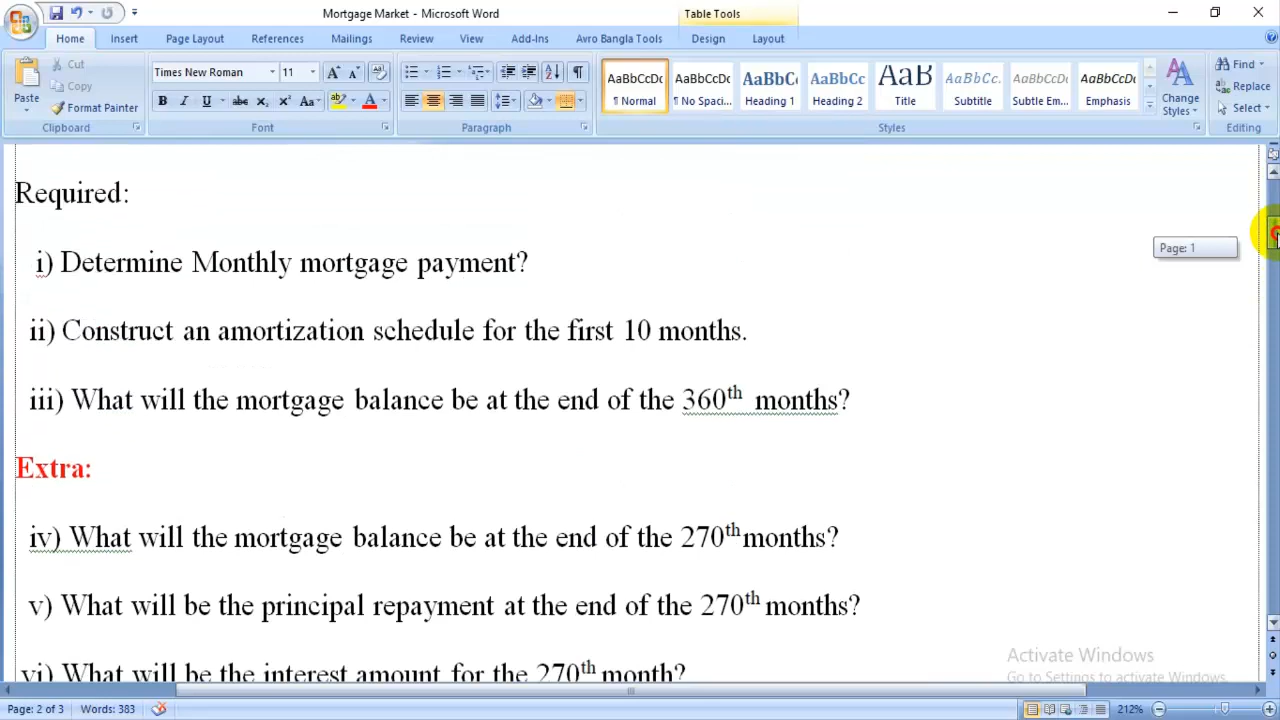 Mortgage Market - Microsoft Word
Table Tools
Home Insert Page Layout References Mailings Review View Add-Ins Avro Bangla Tools Design Layout
Paste
Cut
Copy
Format Painter
Clipboard
Times New Roman 11
Font
Paragraph
AaBbCcDc AaBbCcDc AaBbCc AaBbCc AaB AaBbCc. AaBbCcDc AaBbCcDc
¶ Normal ¶ No Spaci... Heading 1 Heading 2 Title Subtitle Subtle Em... Emphasis
Change Styles
Styles
Find
Replace
Select
Editing
Required:
i) Determine Monthly mortgage payment?
ii) Construct an amortization schedule for the first 10 months.
iii) What will the mortgage balance be at the end of the 360th months?
Page: 1
Extra:
iv) What will the mortgage balance be at the end of the 270th months?
v) What will be the principal repayment at the end of the 270th months?
vi) What will be the interest amount for the 270th month?
Activate Windows
Go to Settings to activate Windows.
Page: 2 of 3 Words: 383 212%